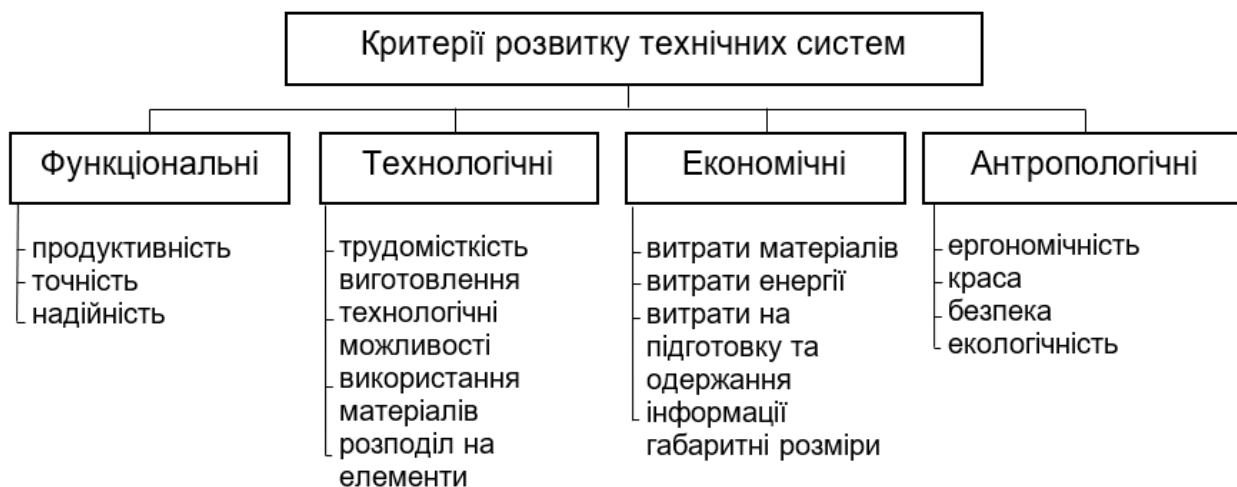 Критерії розвитку технічних систем
Функціональні
продуктивність
точність
надійність
Технологічні
трудомісткість
виготовлення
технологічні
можливості
використання
матеріалів
розподіл на
елементи
Економічні
витрати матеріалів
витрати енергії
витрати на
підготовку та
одержання
інформації
габаритні розміри
Антропологічні
ергономічність
краса
безпека
екологічність